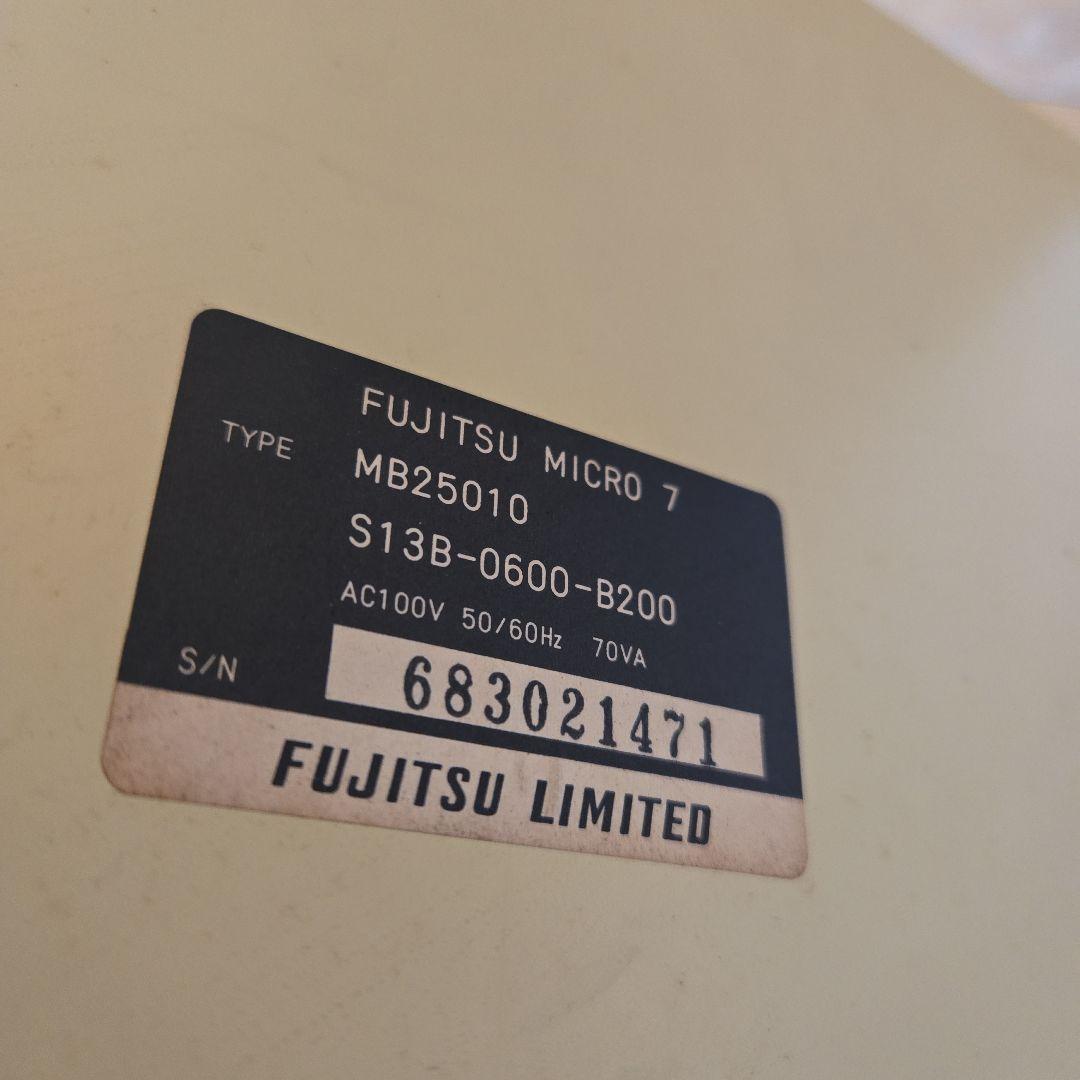 FUJITSU MICRO 7
TYPE MB25010
S13B-0600-B200
AC100V 50/60Hz 70VA
S/N 683021471
FUJITSU LIMITED